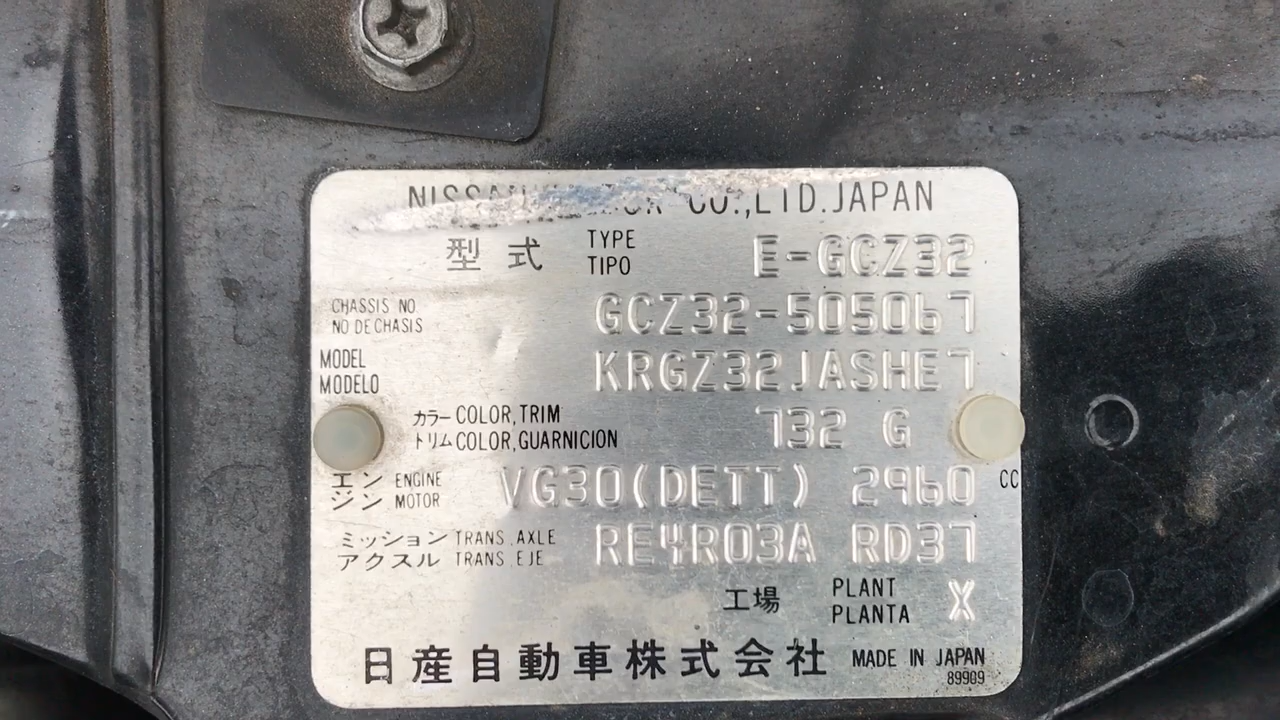 NISSAN MOTOR CO.,LTD.JAPAN
型式 TYPE TIPO E-GCZ32
CHASSIS NO. NO DE CHASIS GCZ32-505067
MODEL MODELO KRGZ32JASHE7
カラー COLOR,TRIM
トリム COLOR,GUARNICION 732 G
エンジン ENGINE MOTOR VG30(DETT) 2960 CC
ミッション TRANS.AXLE
アクスル TRANS.EJE RE4R03A RD37
工場 PLANT PLANTA X
日産自動車株式会社 MADE IN JAPAN
89909